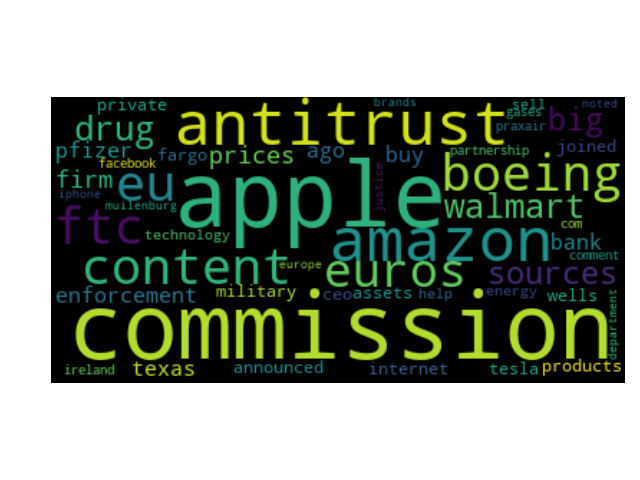 private brands sell noted
antitrust gases
drug praxair big
pfizer fargo prices ago buy partnership joined
facebook
firm eu apple justice boeing
iphone
mullenburg walmart
ftc technology amazon com bank
content europe euros sources comment
enforcement military ceo assets help energy wells
commission department
ireland texas announced internet tesla products